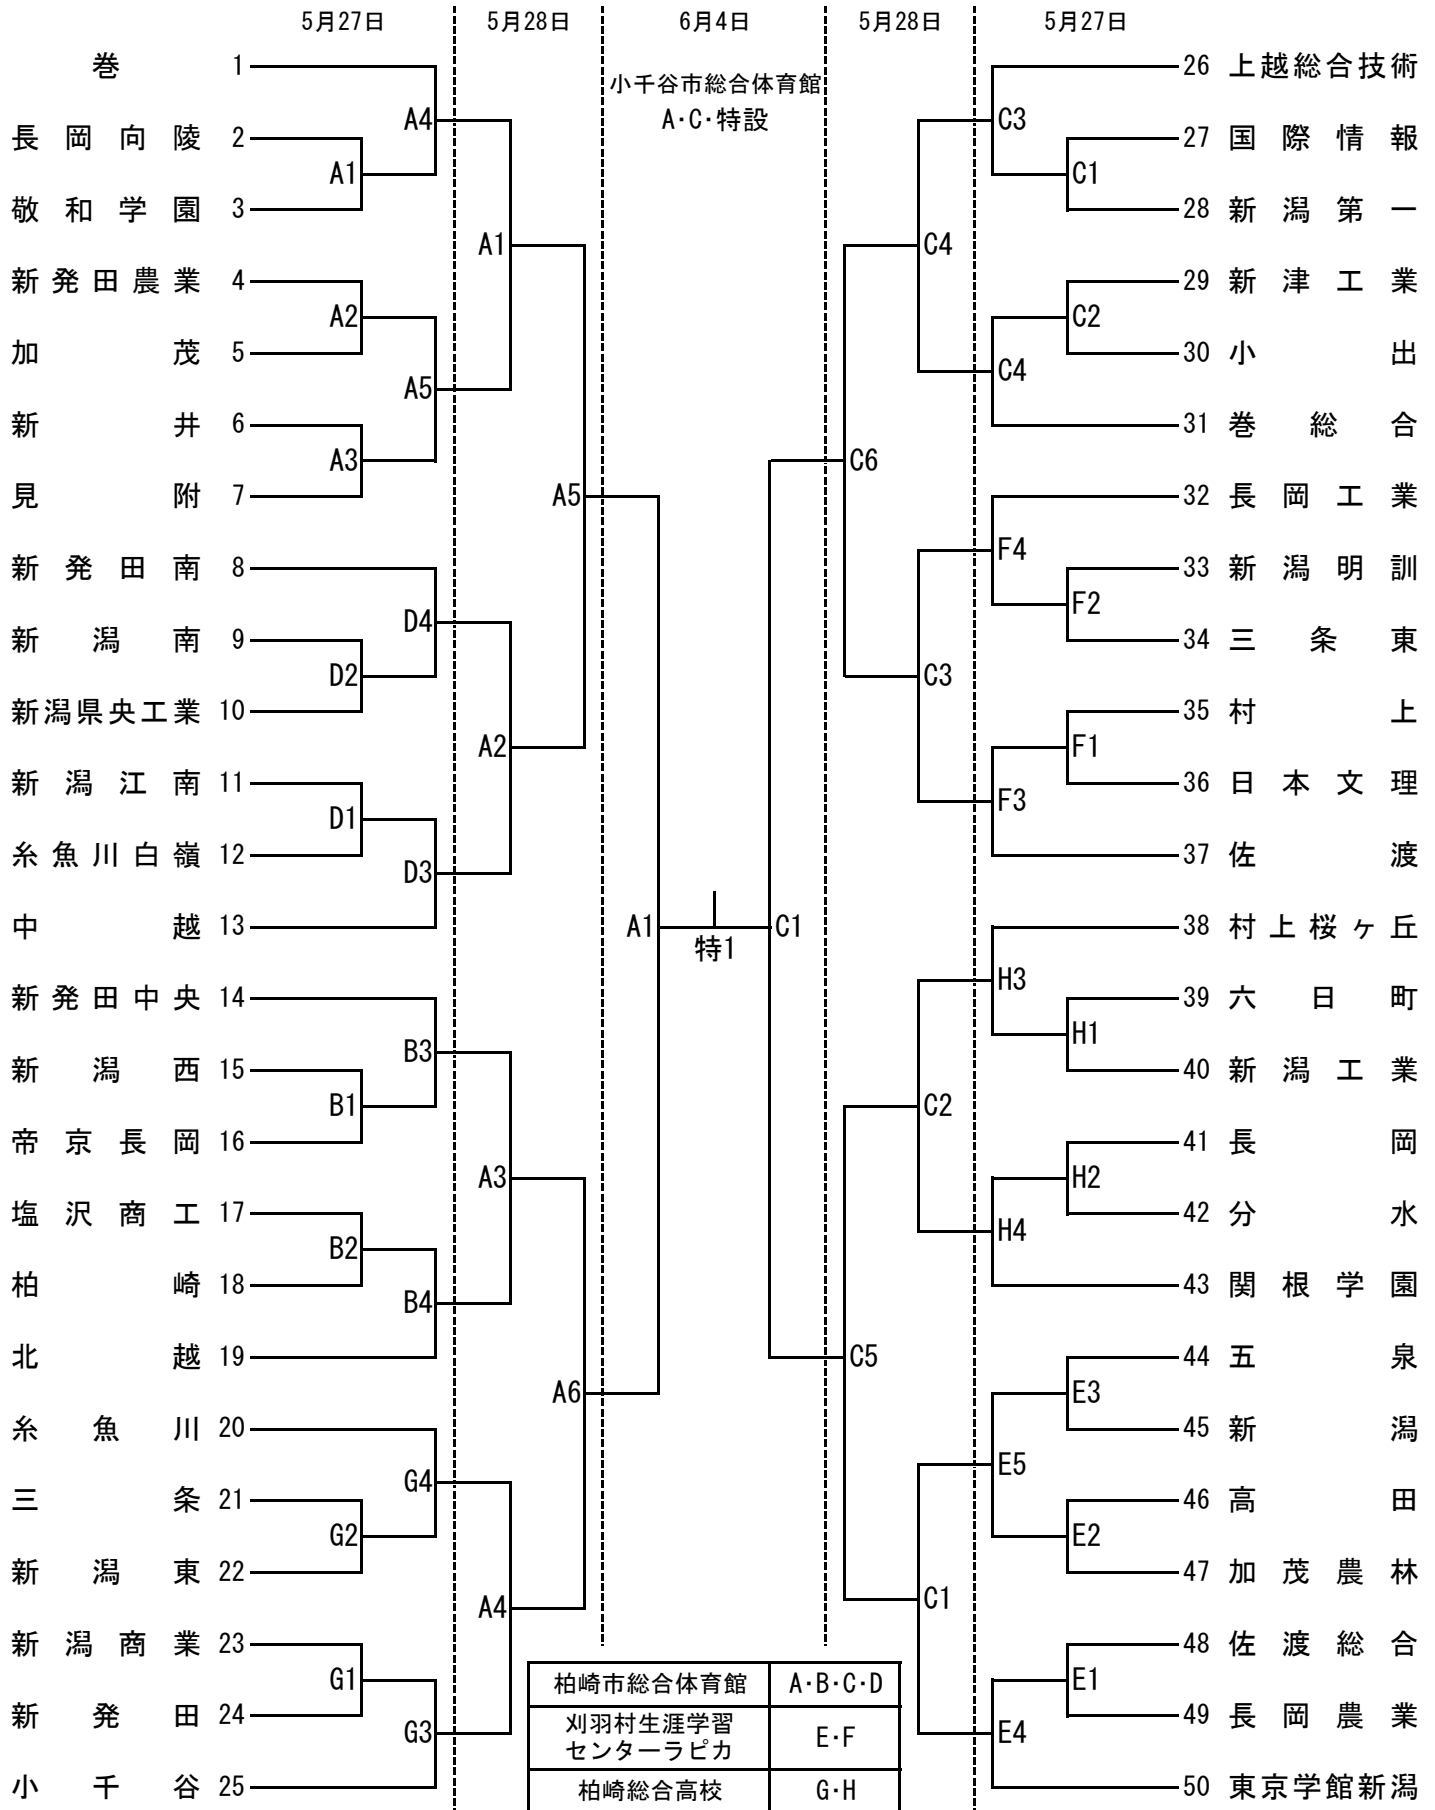 5月27日 5月28日 6月4日 5月28日 5月27日
小千谷市総合体育館
A・C・特設
巻 1
A4
長岡向陵 2
A1
敬和学園 3
A1
新発田農業 4
A2
加茂 5
A5
新井 6
A3
見附 7
A5
新発田南 8
D4
新潟南 9
D2
新潟県央工業 10
A2
新潟江南 11
D1
糸魚川白嶺 12
D3
中越 13
A1
特1
C1
新発田中央 14
B3
新潟西 15
B1
帝京長岡 16
A3
塩沢商工 17
B2
柏崎 18
B4
北越 19
A6
糸魚川 20
G4
三条 21
G2
新潟東 22
A4
新潟商業 23
G1
新発田 24
G3
小千谷 25
26 上越総合技術
C3
27 国際情報
C1
28 新潟第一
C4
29 新津工業
C2
30 小出
C4
31 巻総合
C6
32 長岡工業
F4
33 新潟明訓
F2
34 三条東
C3
35 村上
F1
36 日本文理
F3
37 佐渡
38 村上桜ヶ丘
H3
39 六日町
H1
40 新潟工業
C2
41 長岡
H2
42 分水
H4
43 関根学園
C5
44 五泉
E3
45 新潟
E5
46 高田
E2
47 加茂農林
C1
48 佐渡総合
E1
49 長岡農業
E4
50 東京学館新潟
柏崎市総合体育館 A・B・C・D
刈羽村生涯学習
センターラピカ E・F
柏崎総合高校 G・H